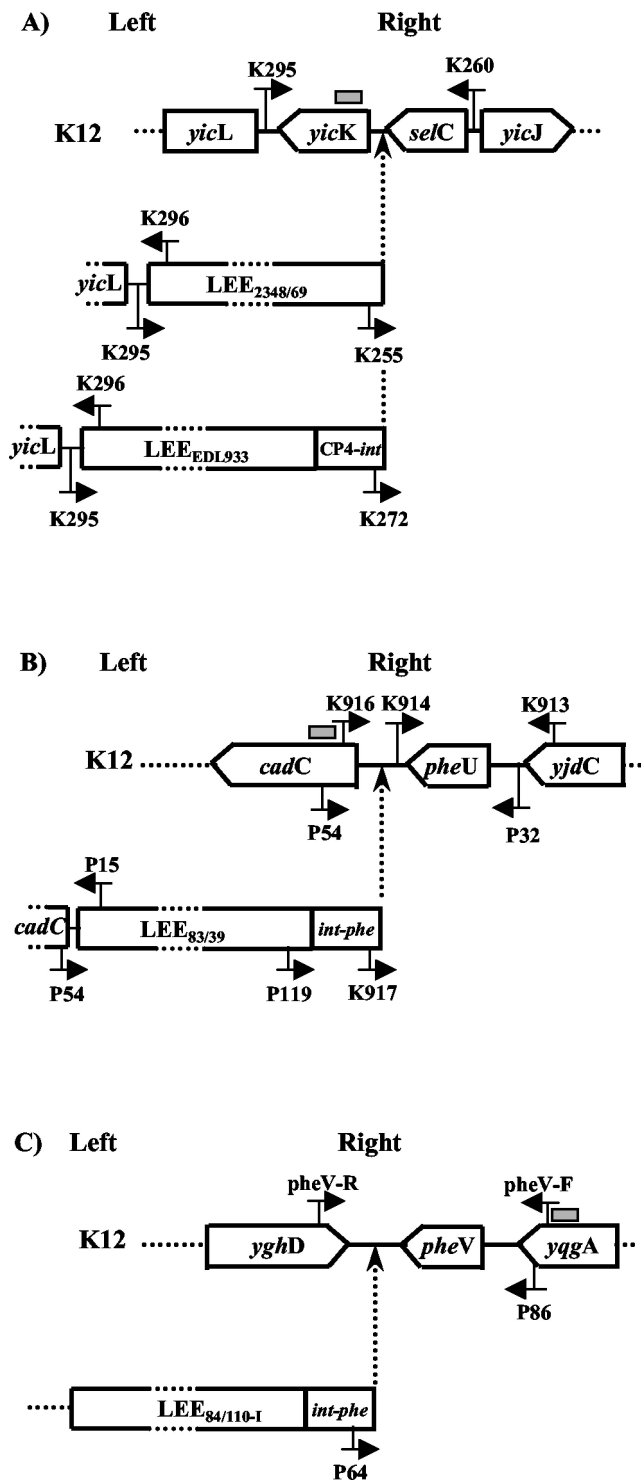 A) Left Right
K295 K260
K12 yicL yicK selC yicJ
K296
yicL LEE2348/69
K295 K255
K296
yicL LEE EDL933 CP4-int
K295 K272
B) Left Right
K916 K914 K913
K12 cadC pheU yjdC
P54 P32
P15
cadC LEE83/39 int-phe
P54 P119 K917
C) Left Right
pheV-R pheV-F
K12 yghD pheV yqgA
P86
LEE84/110-I int-phe
P64